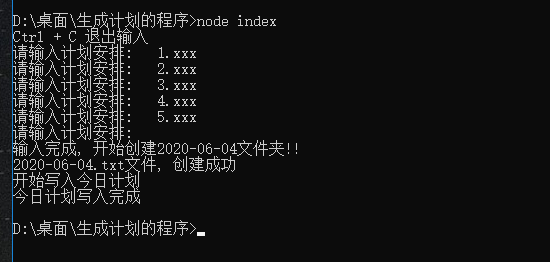 D:\桌面\生成计划的程序>node index
Ctrl + C 退出输入
请输入计划安排:   1.xxx
请输入计划安排:   2.xxx
请输入计划安排:   3.xxx
请输入计划安排:   4.xxx
请输入计划安排:   5.xxx
请输入计划安排:
输入完成, 开始创建2020-06-04文件夹!!
2020-06-04.txt文件, 创建成功
开始写入今日计划
今日计划写入完成
D:\桌面\生成计划的程序>